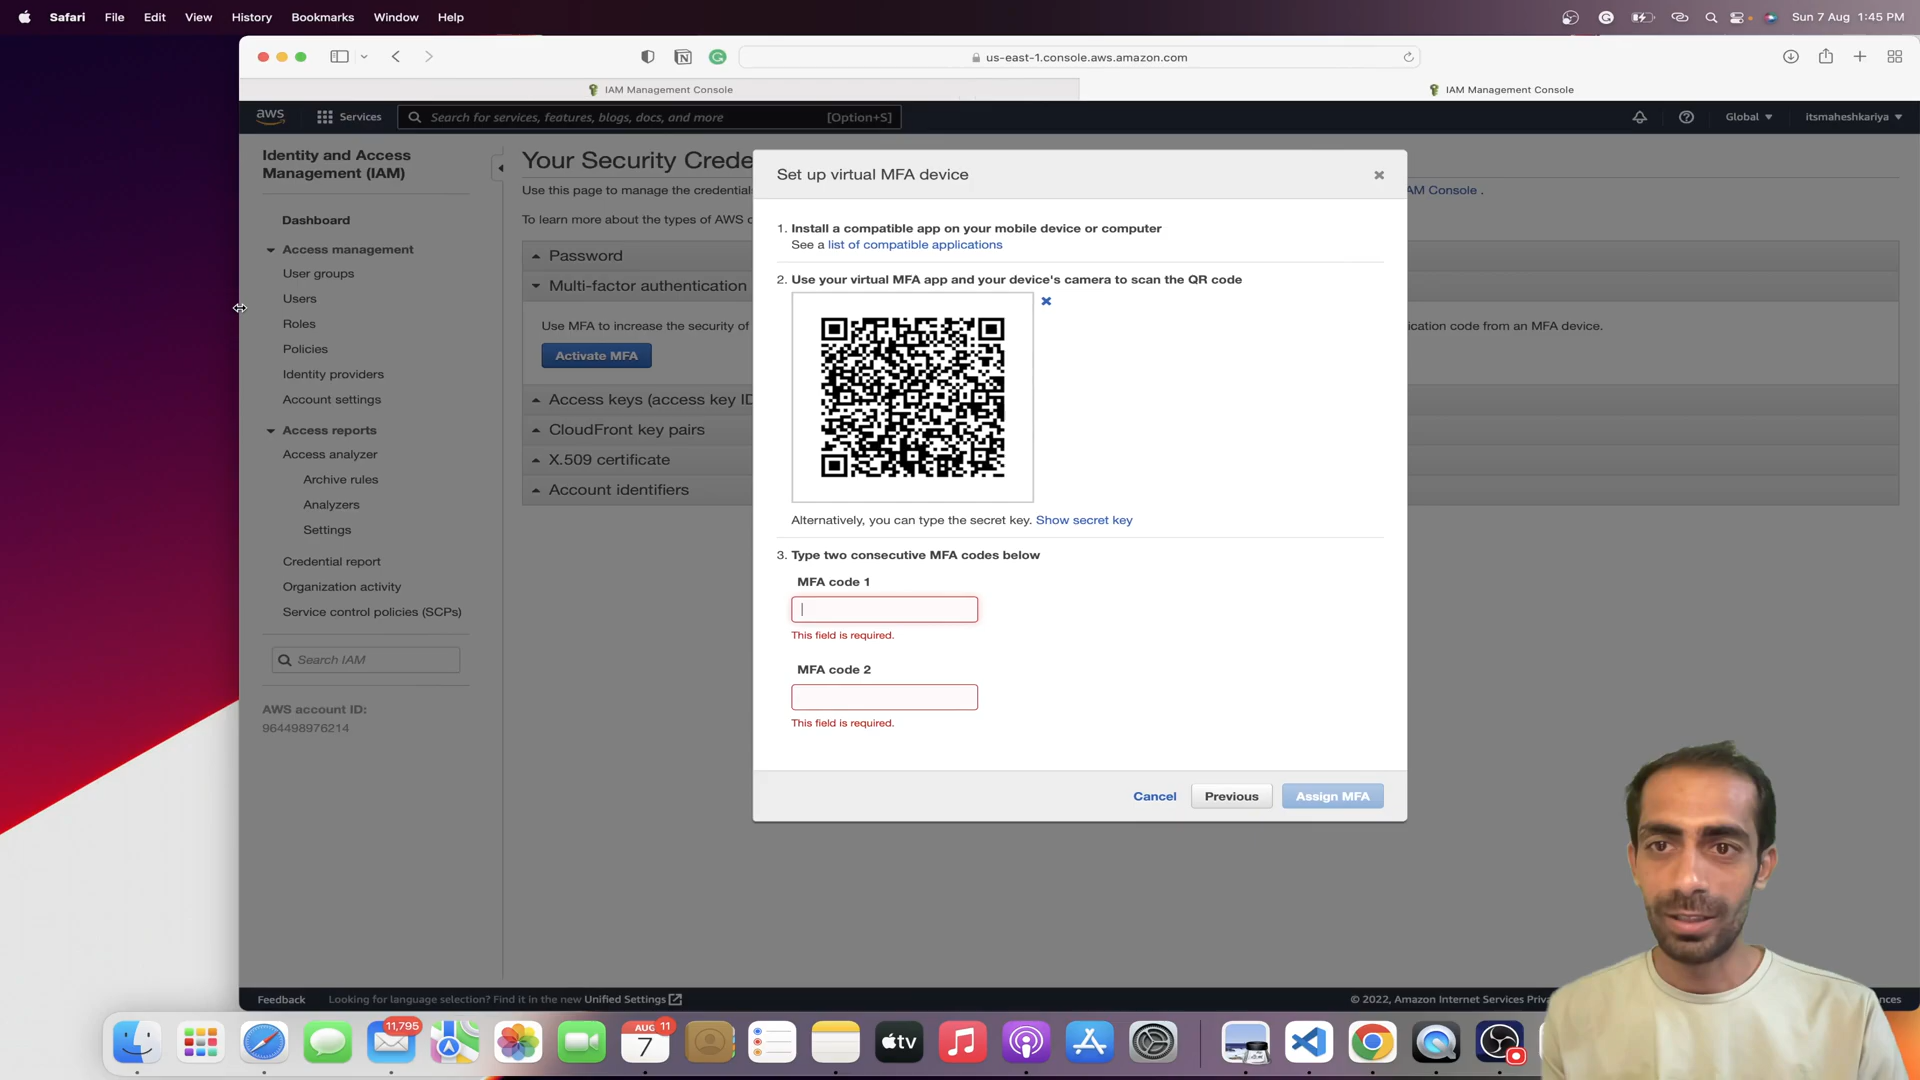 Safari File Edit View History Bookmarks Window Help Sun 7 Aug 1:45 PM
us-east-1.console.aws.amazon.com
IAM Management Console
IAM Management Console
aws Services Search for services, features, blogs, docs, and more [Option+S] Global itsmaheshkariya
Identity and Access
Management (IAM)
Dashboard
Access management
User groups
Users
Roles
Policies
Identity providers
Account settings
Access reports
Access analyzer
Archive rules
Analyzers
Settings
Credential report
Organization activity
Service control policies (SCPs)
Search IAM
AWS account ID:
964498976214
Your Security Crede
Use this page to manage the credential
AM Console .
To learn more about the types of AWS c
Password
Multi-factor authentication
Use MFA to increase the security of
ication code from an MFA device.
Activate MFA
Access keys (access key ID
CloudFront key pairs
X.509 certificate
Account identifiers
Set up virtual MFA device
1. Install a compatible app on your mobile device or computer
See a list of compatible applications
2. Use your virtual MFA app and your device's camera to scan the QR code
Alternatively, you can type the secret key. Show secret key
3. Type two consecutive MFA codes below
MFA code 1
This field is required.
MFA code 2
This field is required.
Cancel Previous Assign MFA
Feedback Looking for language selection? Find it in the new Unified Settings © 2022, Amazon Internet Services Priva
nces
11,795
AUG 11
7
tv